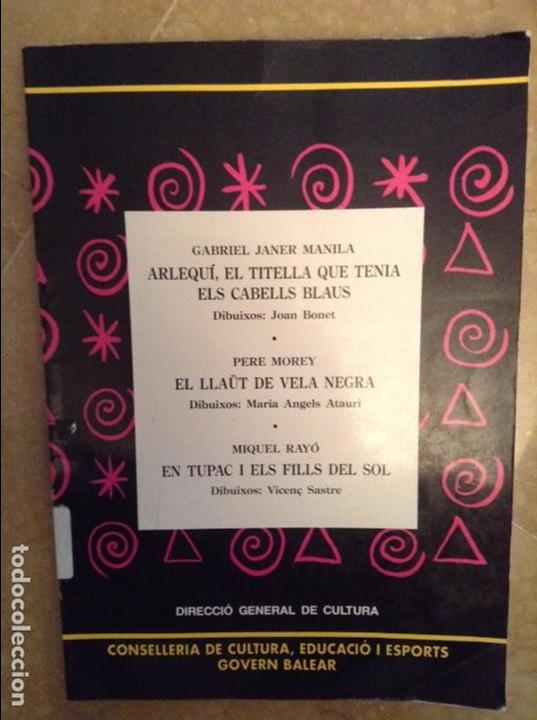 GABRIEL JANER MANILA
ARLEQUÍ, EL TITELLA QUE TENIA
ELS CABELLS BLAUS
Dibuixos: Joan Bonet
•
PERE MOREY
EL LLAÜT DE VELA NEGRA
Dibuixos: Maria Angels Atauri
•
MIQUEL RAYÓ
EN TUPAC I ELS FILLS DEL SOL
Dibuixos: Vicenç Sastre
DIRECCIÓ GENERAL DE CULTURA
CONSELLERIA DE CULTURA, EDUCACIÓ I ESPORTS
GOVERN BALEAR
todocoleccion.net